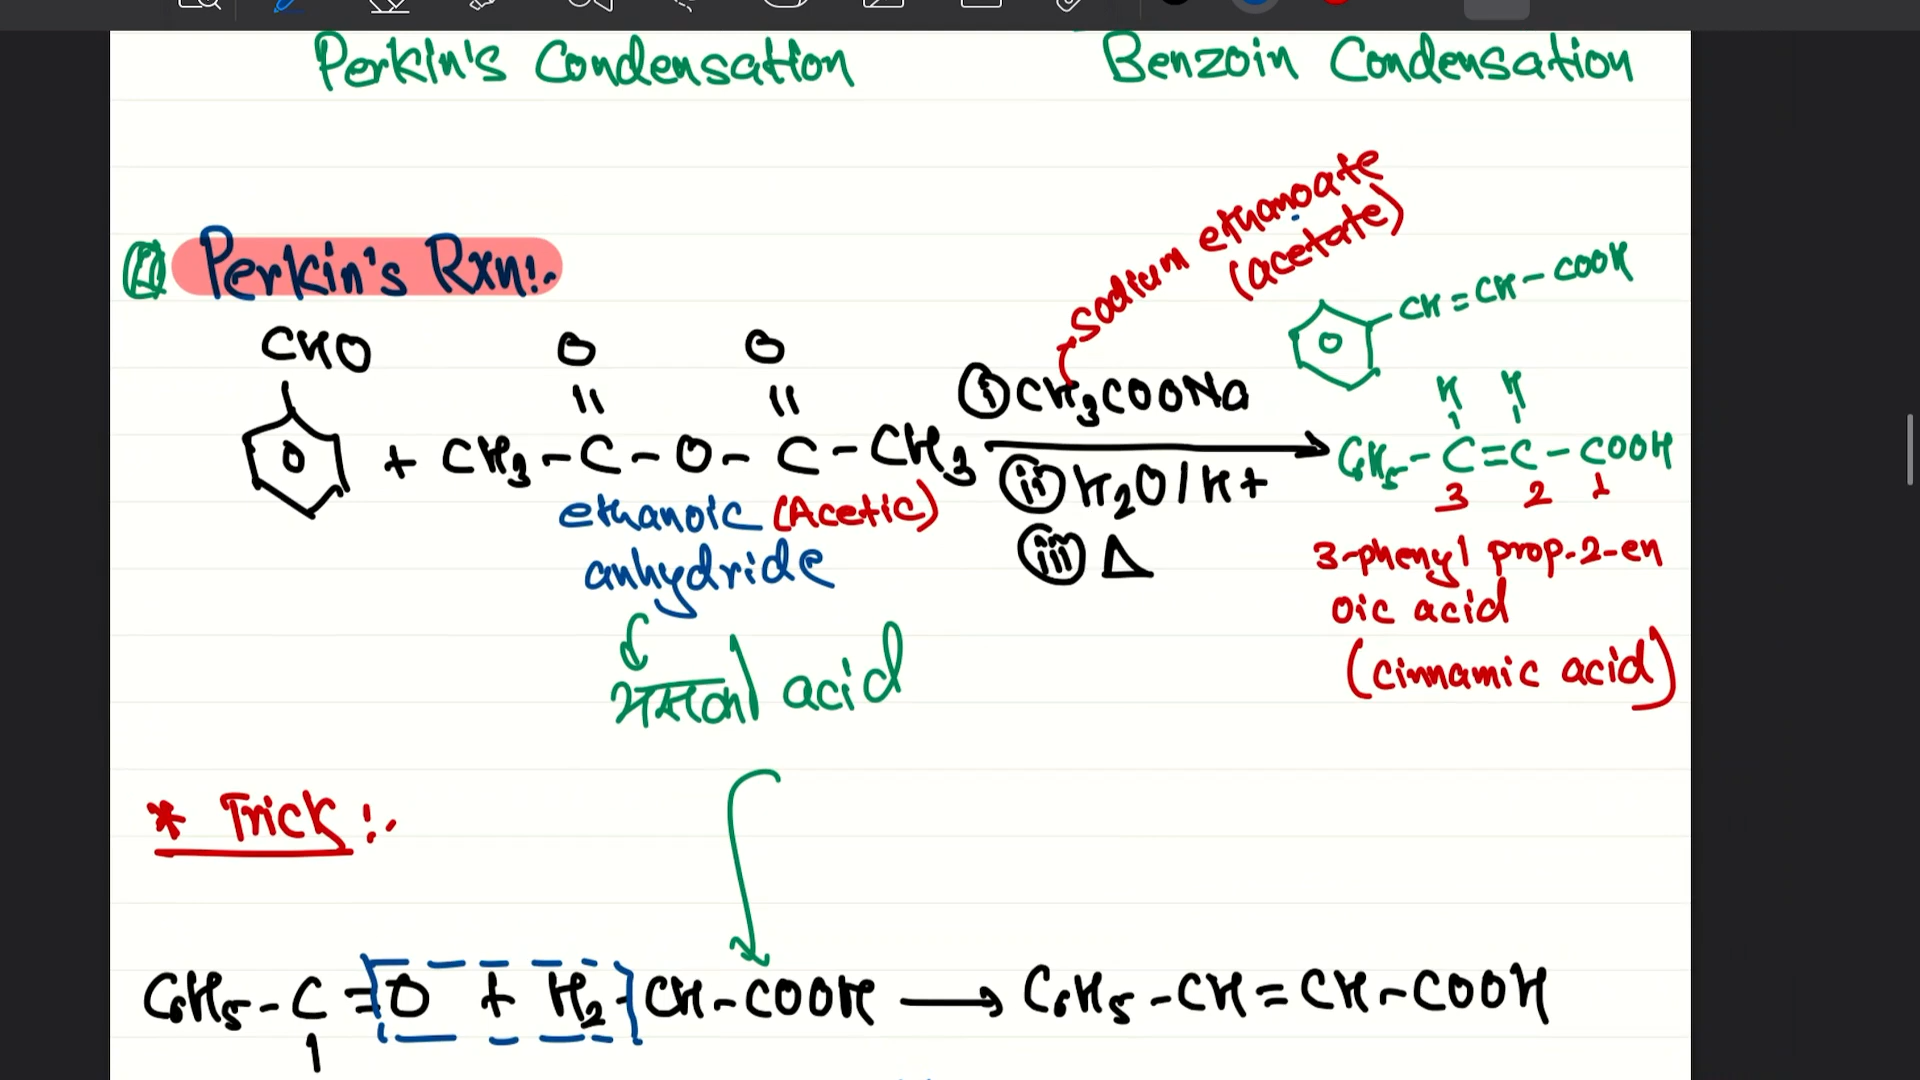 Perkin's Condensation
Benzoin Condensation
Perkin's Rxn:-
sodium ethanoate
(acetate)
CH=CH-COOH
CHO
O
O
(i) CH3COONa
H H
+ CH3-C-O-C-CH3
C6H5-C=C-COOH
(ii) H2O/H+
3 2 1
ethanoic (Acetic)
anhydride
(iii) Δ
3-phenyl prop-2-en
oic acid
(cinnamic acid)
acid
* Trick:-
C6H5-C=O + H2-CH-COOH → C6H5-CH=CH-COOH